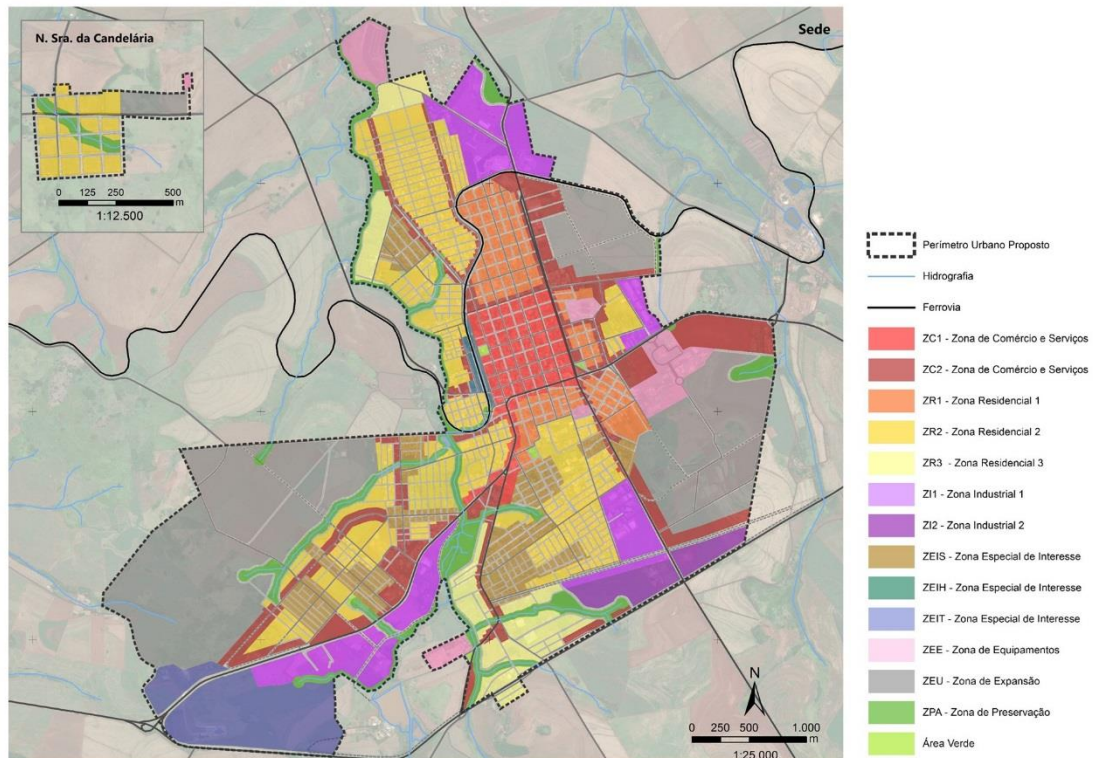 N. Sra. da Candelária
0 125 250 500
m
1:12.500
Sede
N
0 250 500 1.000
m
1:25.000
Perímetro Urbano Proposto
Hidrografia
Ferrovia
ZC1 - Zona de Comércio e Serviços
ZC2 - Zona de Comércio e Serviços
ZR1 - Zona Residencial 1
ZR2 - Zona Residencial 2
ZR3 - Zona Residencial 3
ZI1 - Zona Industrial 1
ZI2 - Zona Industrial 2
ZEIS - Zona Especial de Interesse
ZEIH - Zona Especial de Interesse
ZEIT - Zona Especial de Interesse
ZEE - Zona de Equipamentos
ZEU - Zona de Expansão
ZPA - Zona de Preservação
Área Verde